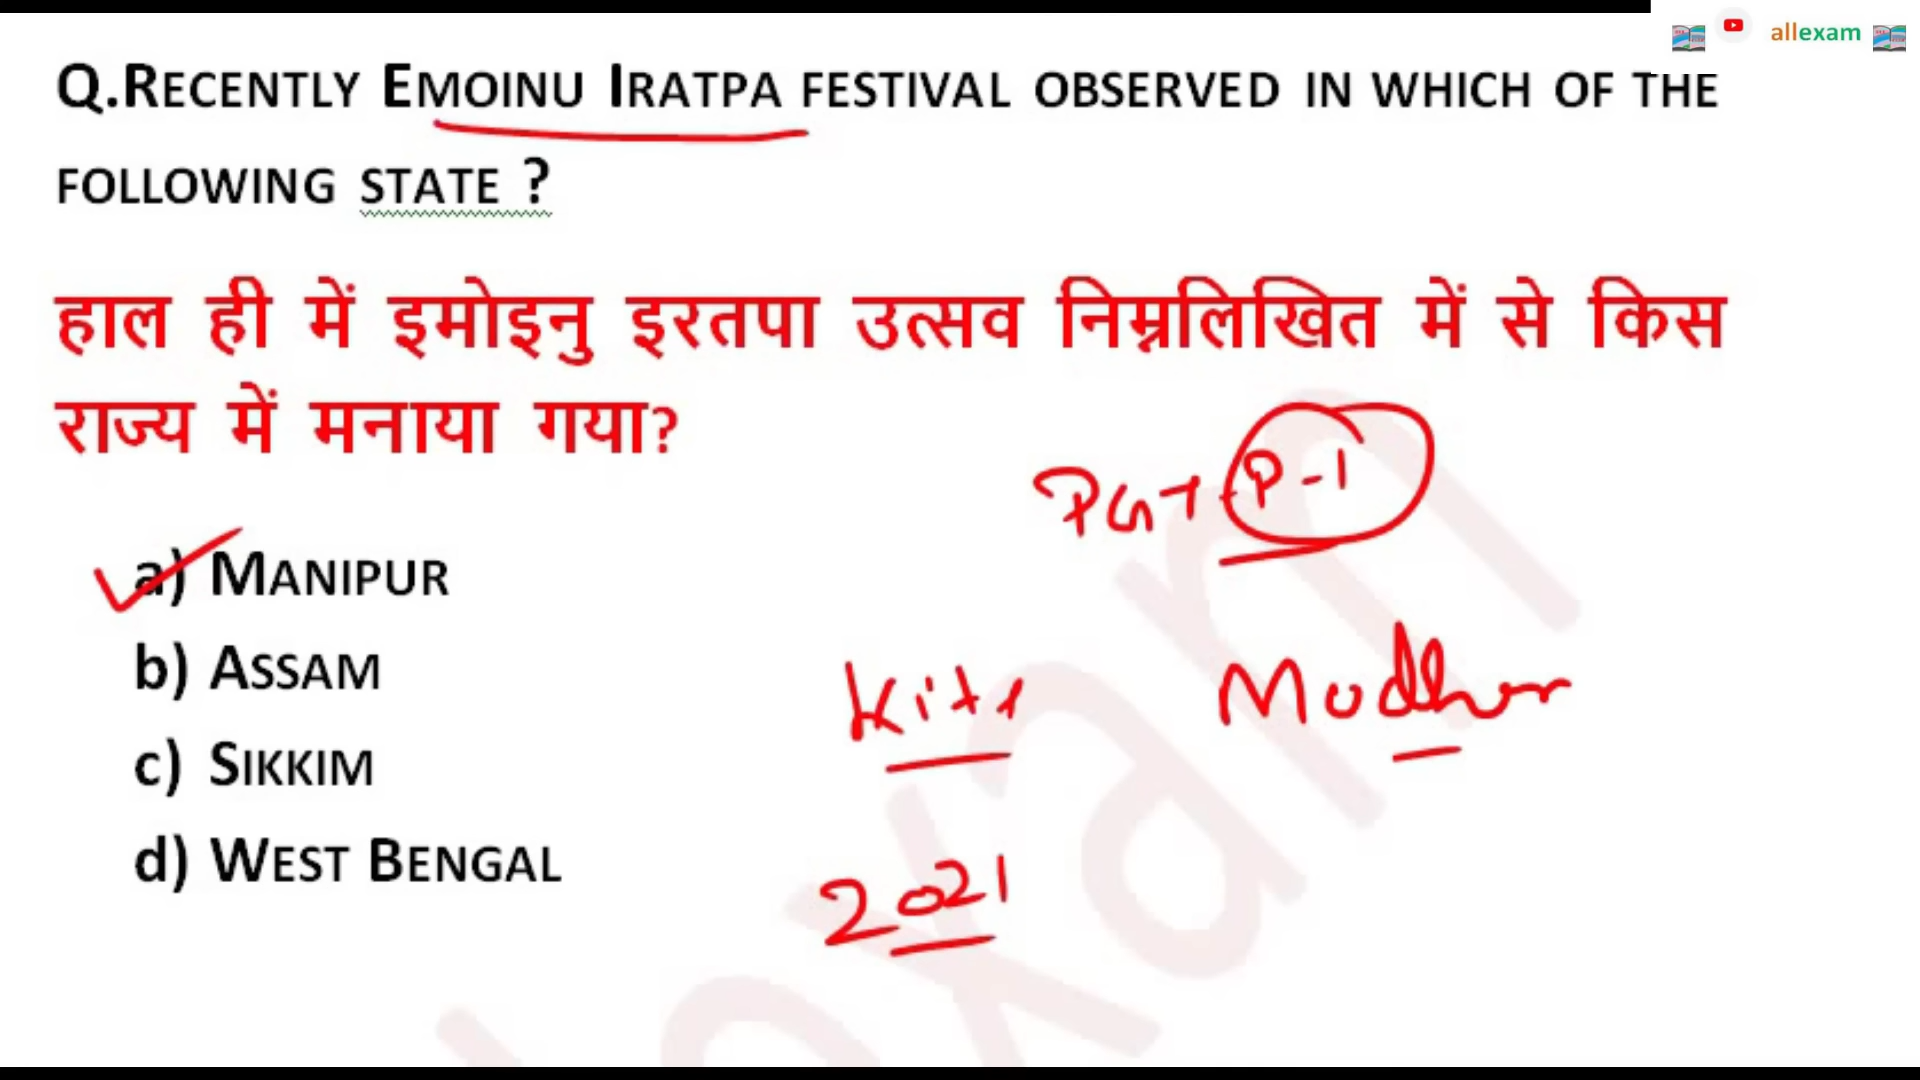 allexam
Q.Recently Emoinu Iratpa festival observed in which of the
following state ?
हाल ही में इमोइनु इरतपा उत्सव निम्नलिखित में से किस
राज्य में मनाया गया?
P-1
a) Manipur
b) Assam
c) Sikkim
d) West Bengal
2021